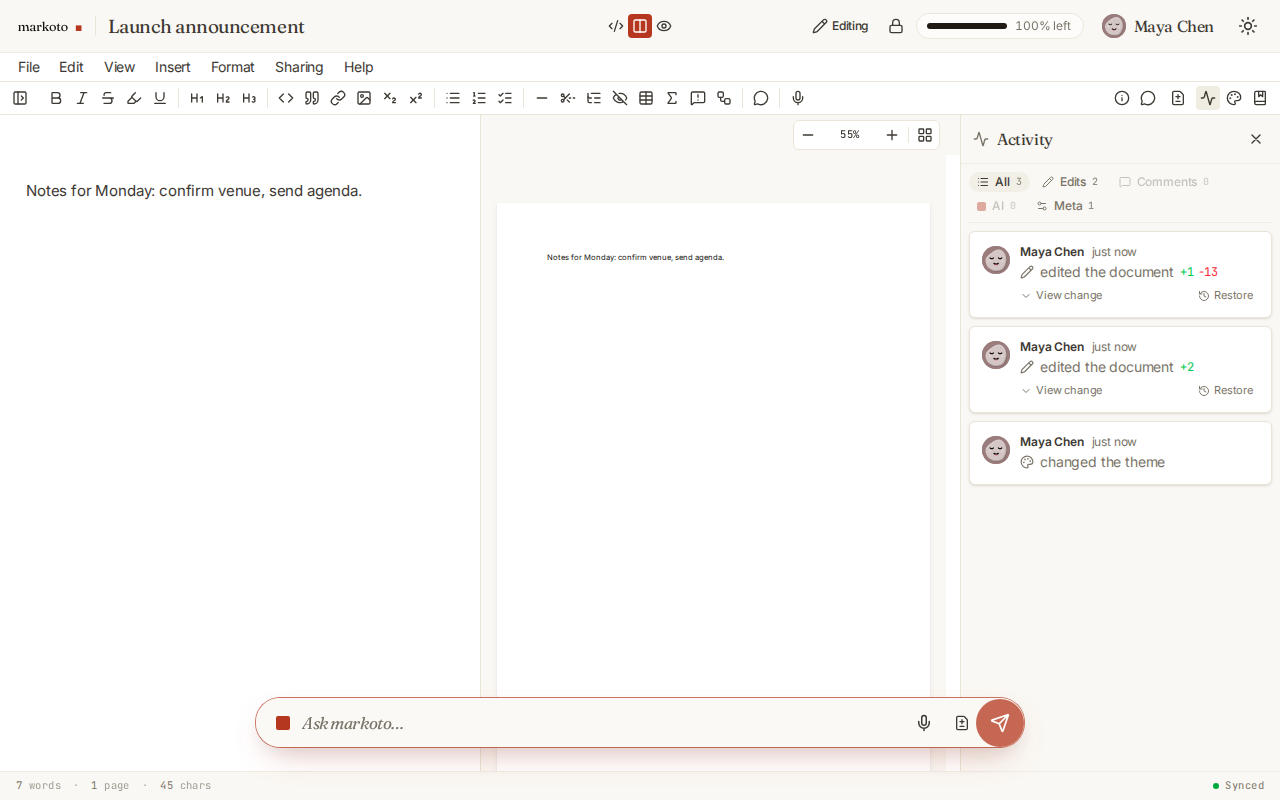 markoto
Launch announcement
Editing
100% left
Maya Chen
File Edit View Insert Format Sharing Help
H1 H2 H3
55%
Notes for Monday: confirm venue, send agenda.
Notes for Monday: confirm venue, send agenda.
Activity
All 3 Edits 2 Comments 0
AI 0 Meta 1
Maya Chen just now
edited the document +1 -13
View change Restore
Maya Chen just now
edited the document +2
View change Restore
Maya Chen just now
changed the theme
Ask markoto...
7 words · 1 page · 45 chars
Synced